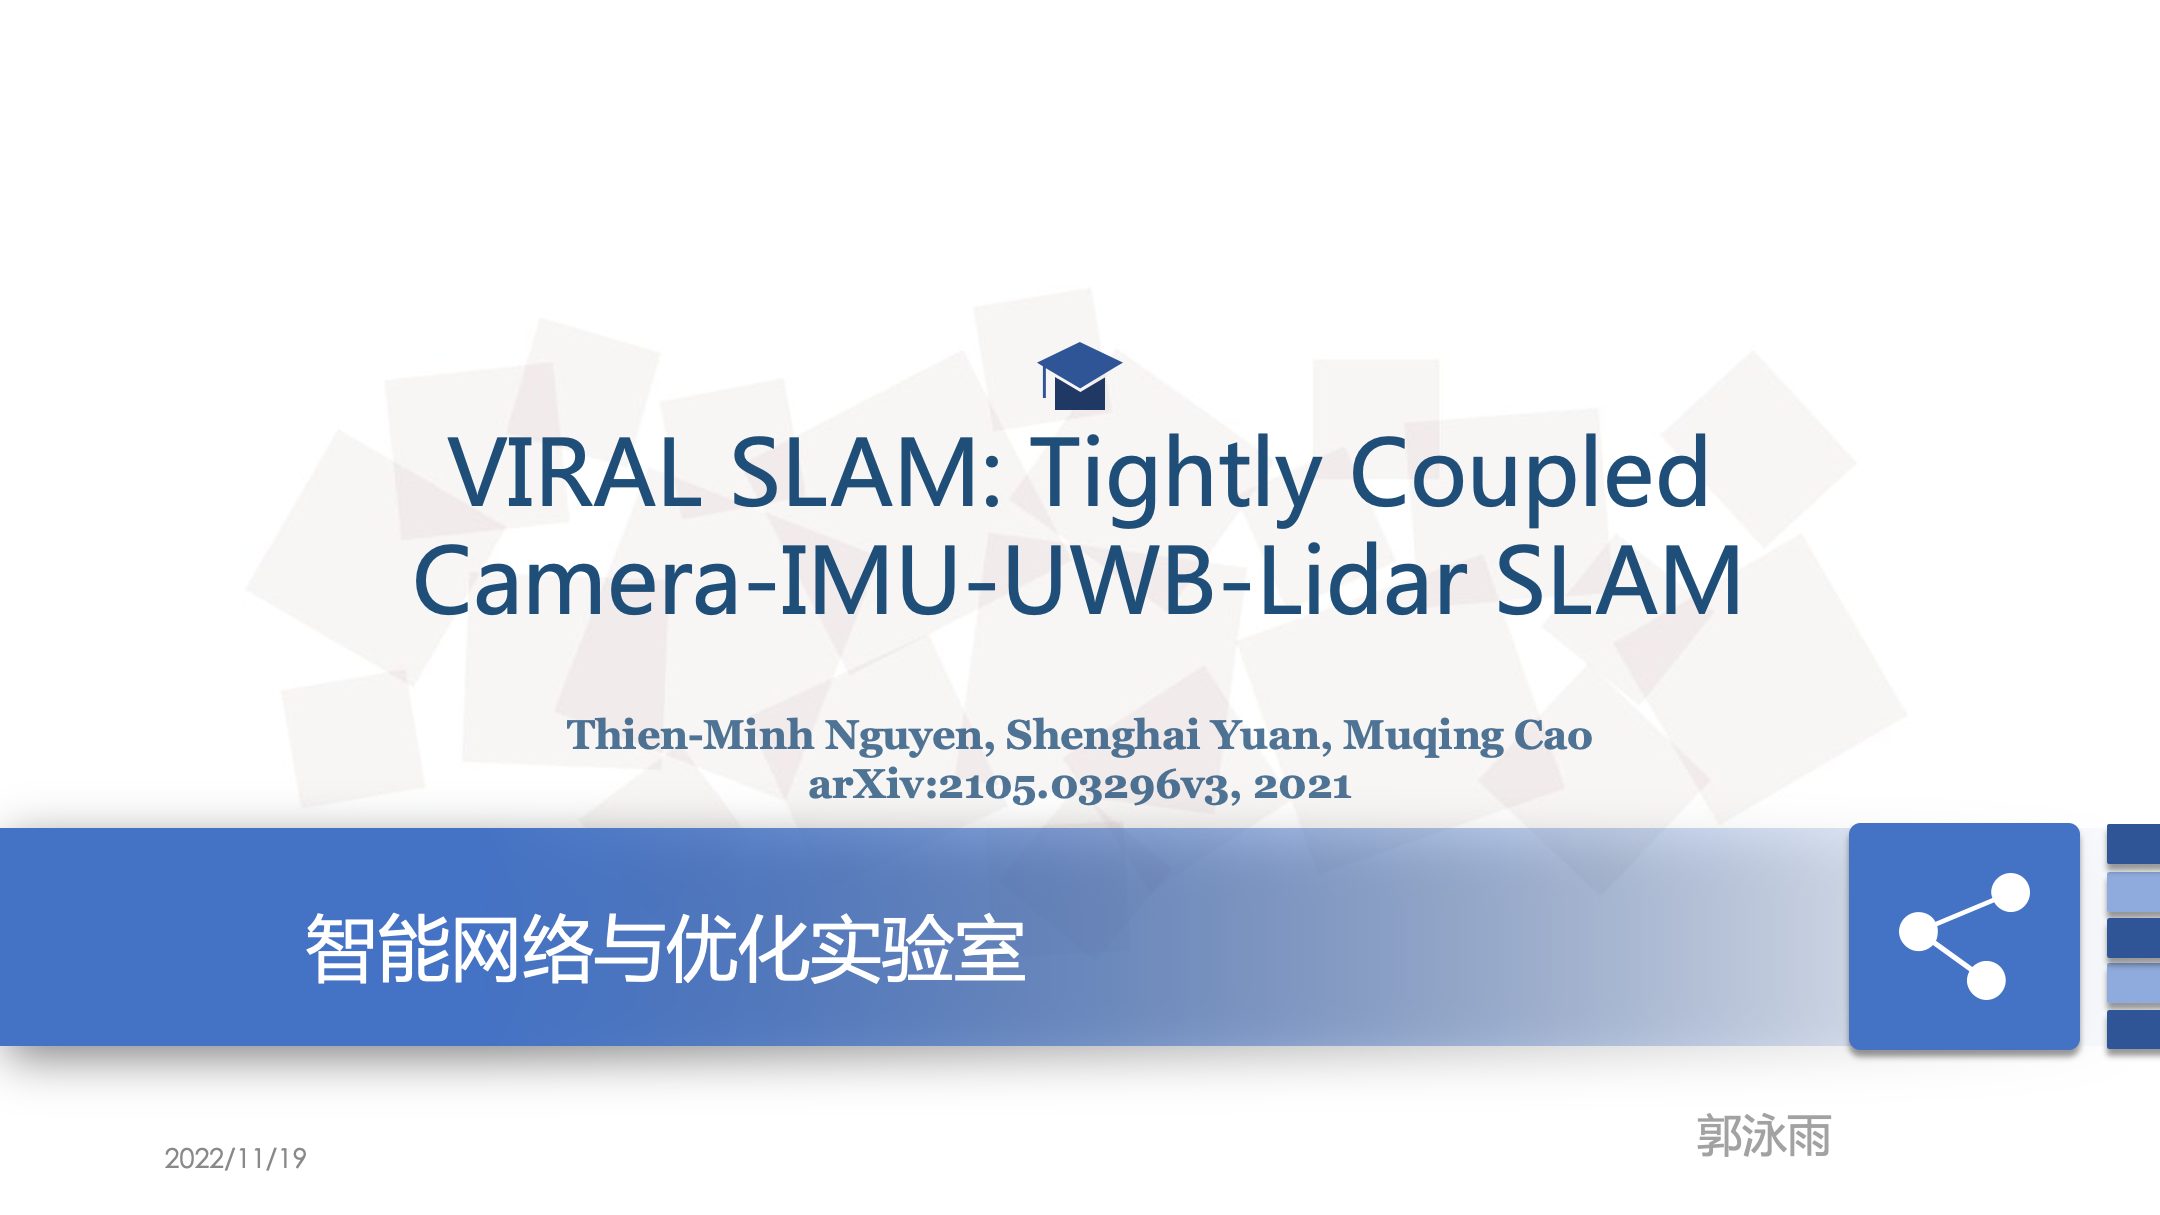 VIRAL SLAM: Tightly Coupled
Camera-IMU-UWB-Lidar SLAM
Thien-Minh Nguyen, Shenghai Yuan, Muqing Cao
arXiv:2105.03296v3, 2021
智能网络与优化实验室
郭泳雨
2022/11/19